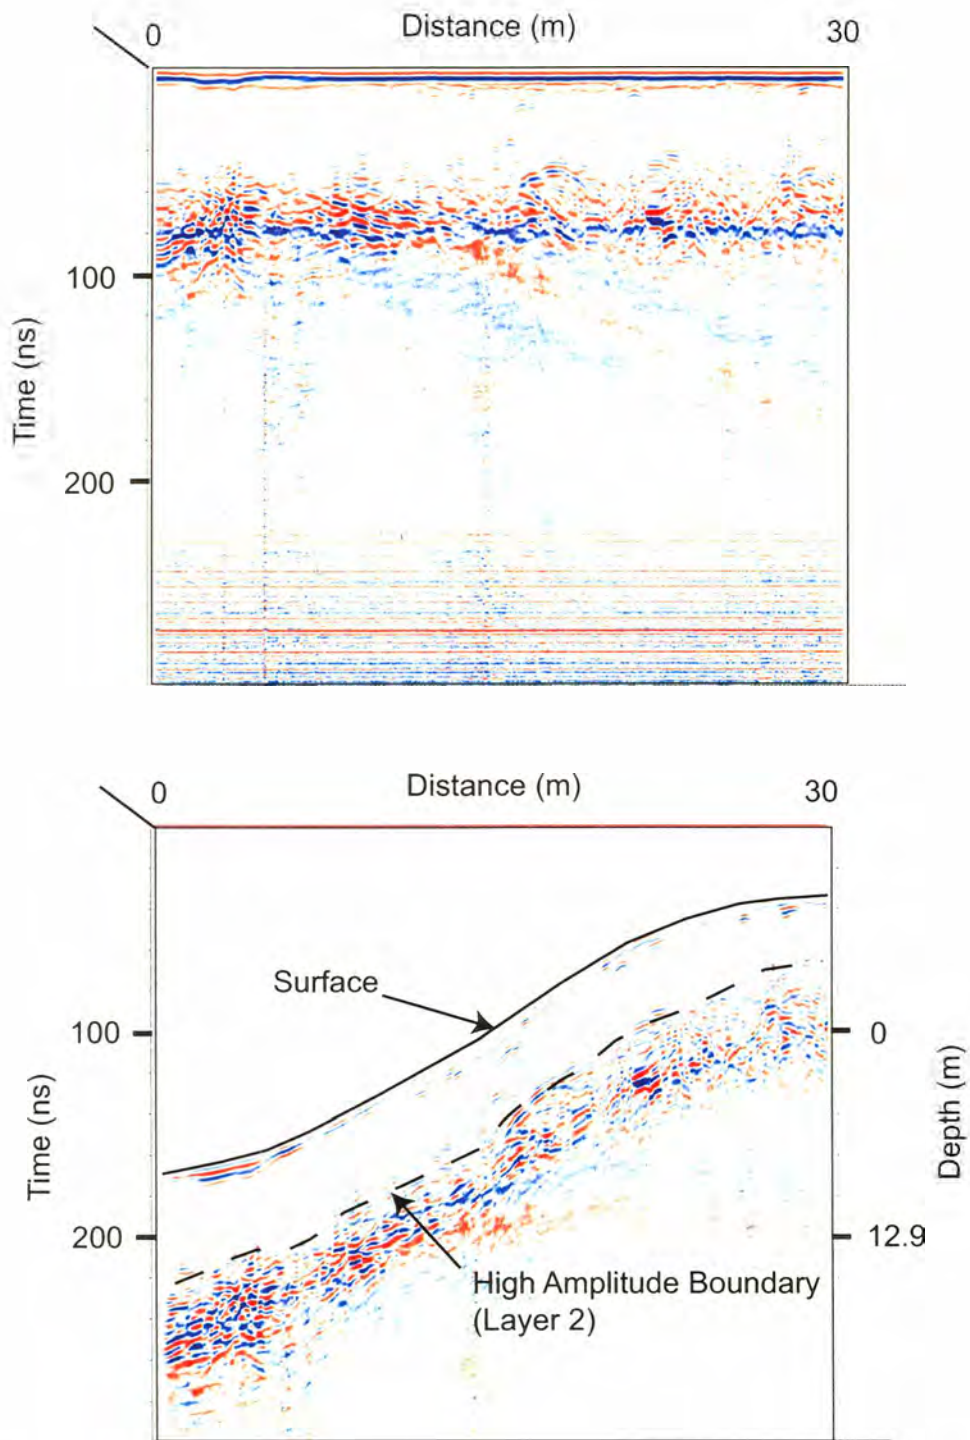 Distance (m)
0
30
100
200
Time (ns)
0
Distance (m)
30
Surface
100
0
200
12.9
Time (ns)
Depth (m)
High Amplitude Boundary
(Layer 2)